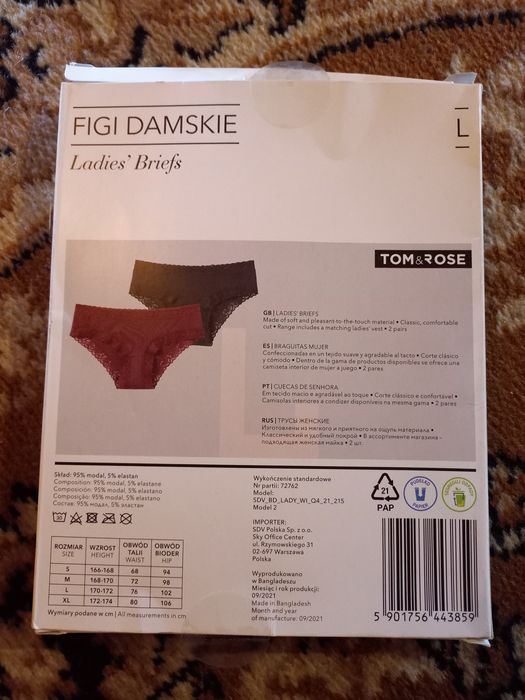 FIGI DAMSKIE
Ladies' Briefs
L
TOM&ROSE
GB | LADIES' BRIEFS
Made of soft and pleasant-to-the-touch material • Classic, comfortable
cut • Range includes a matching ladies' vest • 2 pairs
ES | BRAGUITAS MUJER
Confeccionadas en un tejido suave y agradable al tacto • Corte clásico
y cómodo • Dentro de la gama de productos disponibles se ofrece una
camiseta interior de mujer a juego • 2 pares
PT | CUECAS DE SENHORA
Em tecido macio e agradável ao toque • Corte clássico e confortável •
Camisolas interiores a condizer disponíveis na mesma gama • 2 pares
RUS | ТРУСЫ ЖЕНСКИЕ
Изготовлены из мягкого и приятного на ощупь материала •
Классический и удобный покрой • В ассортименте магазина -
подходящая женская майка • 2 шт
Skład: 95% modal, 5% elastan
Composition: 95% modal, 5% elastane
Composición: 95% modal, 5% elastano
Composição: 95% modal, 5% elastano
Состав: 95% модал, 5% эластан
30
ROZMIAR SIZE WZROST HEIGHT OBWÓD TALII WAIST OBWÓD BIODER HIP
S 166-168 68 94
M 168-170 72 98
L 170-172 76 102
XL 172-174 80 106
Wymiary podane w cm | All measurements in cm
Wykończenie standardowe
Nr partii: 72762
Model:
SDV_BD_LADY_WI_Q4_21_215
Model 2
IMPORTER:
SDV Polska Sp. z o.o.
Sky Office Center
ul. Rzymowskiego 31
02-697 Warszawa
Polska
Wyprodukowano
w Bangladeszu
Miesiąc i rok produkcji:
09/2021
Made in Bangladesh
Month and year
of manufacture: 09/2021
21
PAP
PUDEŁKO
PAPIER
5 901756 443859